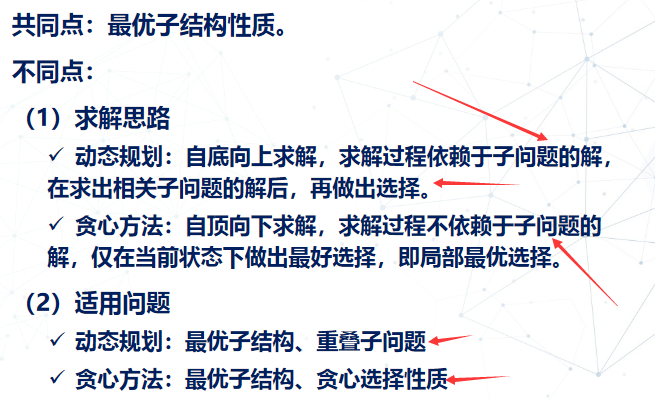 共同点：最优子结构性质。
不同点：
（1）求解思路
✓ 动态规划：自底向上求解，求解过程依赖于子问题的解，
在求出相关子问题的解后，再做出选择。
✓ 贪心方法：自顶向下求解，求解过程不依赖于子问题的
解，仅在当前状态下做出最好选择，即局部最优选择。
（2）适用问题
✓ 动态规划：最优子结构、重叠子问题
✓ 贪心方法：最优子结构、贪心选择性质